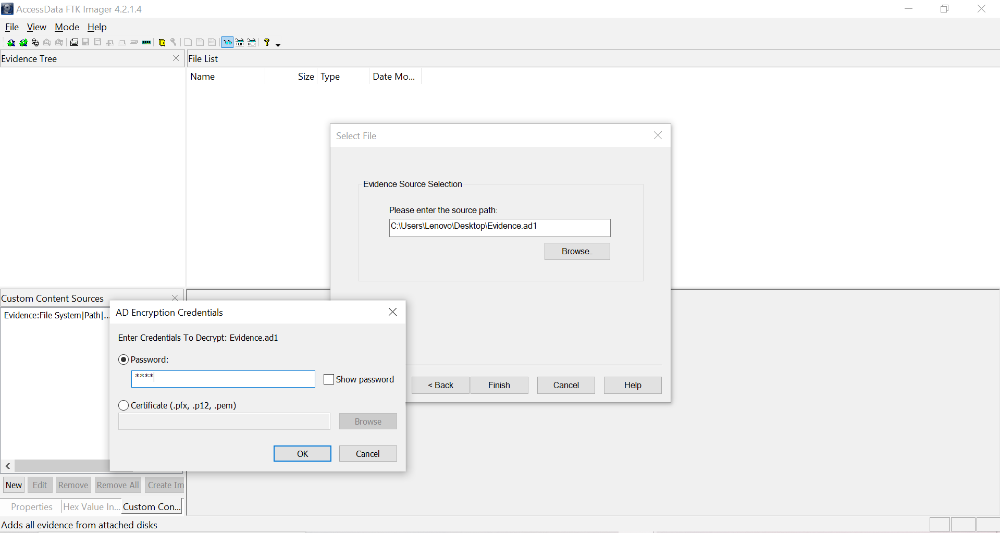 AccessData FTK Imager 4.2.1.4
File View Mode Help
TEXT HEX
Evidence Tree
File List
Name Size Type Date Mo...
Select File
Evidence Source Selection
Please enter the source path:
C:\Users\Lenovo\Desktop\Evidence.ad1
Browse..
Custom Content Sources
Evidence:File System|Path|...
AD Encryption Credentials
Enter Credentials To Decrypt: Evidence.ad1
Password:
****
Show password
Certificate (.pfx, .p12, .pem)
Browse
OK Cancel
< Back Finish Cancel Help
New Edit Remove Remove All Create Im
Properties Hex Value In... Custom Con...
Adds all evidence from attached disks